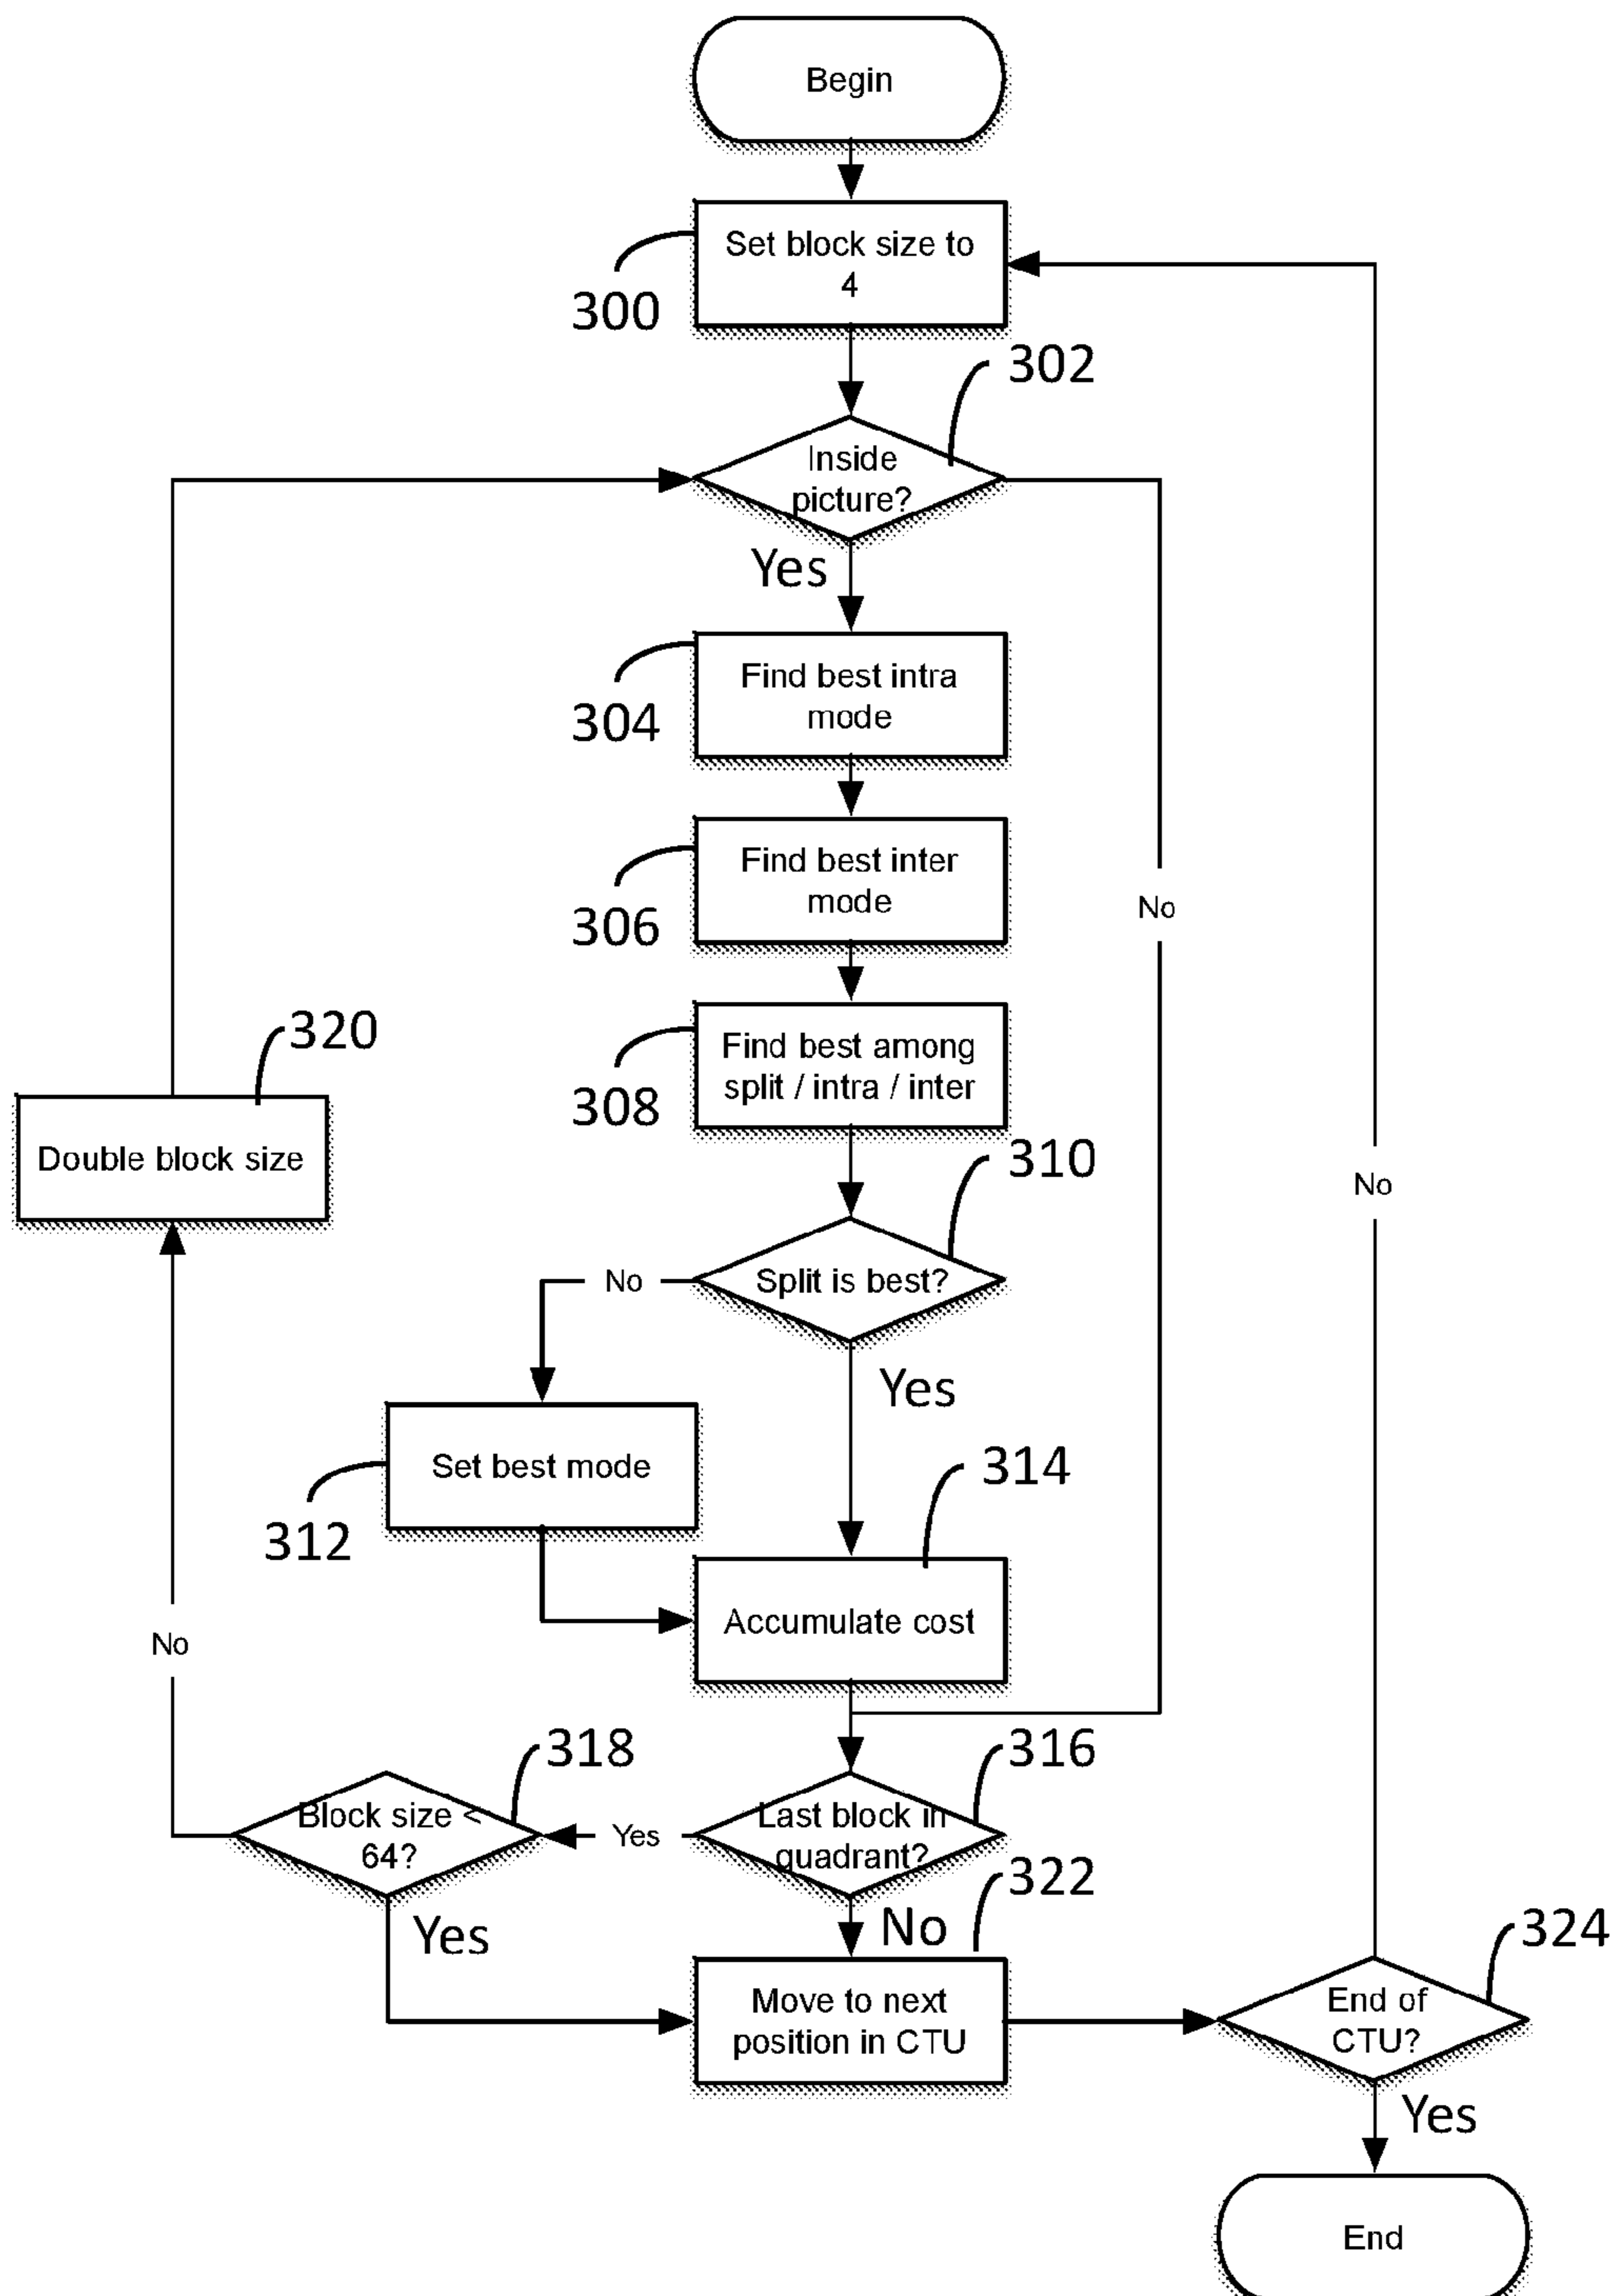 Begin
Set block size to
4
300
302
Inside
picture?
Yes
Find best intra
mode
304
Find best inter
mode
306
No
Find best among
split / intra / inter
308
320
Double block size
310
No
Split is best?
No
Yes
Set best mode
312
314
Accumulate cost
No
318
316
Block size <
64?
Yes
Last block in
quadrant?
322
Yes
No
324
Move to next
position in CTU
End of
CTU?
Yes
End